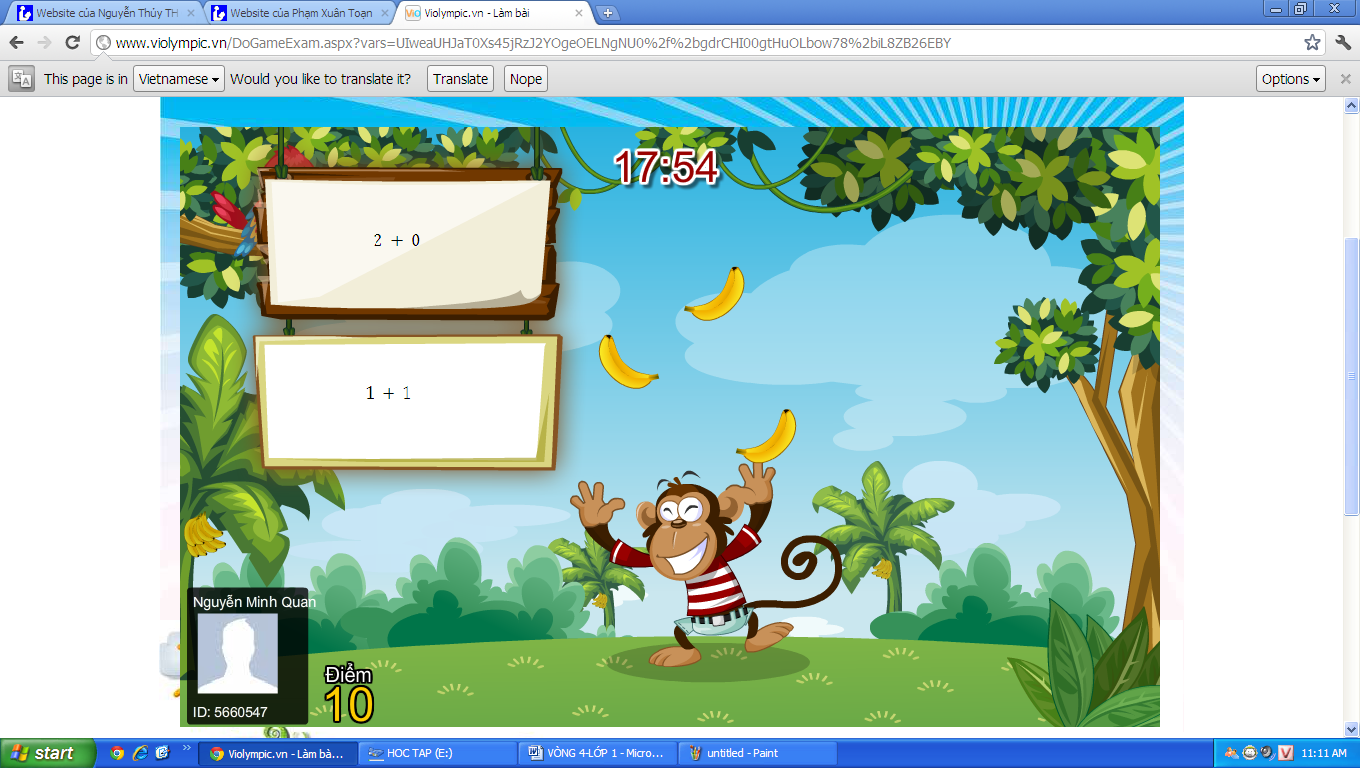 Website của Nguyễn Thúy TH
Website của Phạm Xuân Toạn
Violympic.vn - Làm bài
www.violympic.vn/DoGameExam.aspx?vars=UIweaUHJaT0Xs45jRzJ2YOgeOELNgNU0%2f%2bgdrCHI00gtHuOLbow78%2biL8ZB26EBY
This page is in Vietnamese Would you like to translate it? Translate Nope Options
17:54
2 + 0
1 + 1
Nguyễn Minh Quan
ID: 5660547
Điểm
10
start
Violympic.vn - Làm bà...
HOC TAP (E:)
VÒNG 4-LỚP 1 - Micro...
untitled - Paint
V
11:11 AM